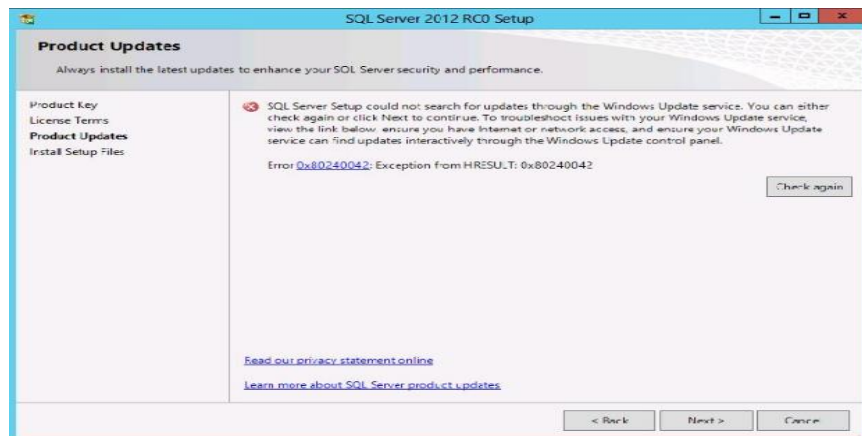 SQL Server 2012 RC0 Setup
Product Updates
Always install the latest updates to enhance your SQL Server security and performance.
Product Key
License Terms
Product Updates
Install Setup Files
SQL Server Setup could not search for updates through the Windows Update service. You can either
check again or click Next to continue. To troubleshoot issues with your Windows Update service,
view the link below, ensure you have Internet or network access, and ensure your Windows Update
service can find updates interactively through the Windows Update control panel.
Error 0x80240042: Exception from HRESULT: 0x80240042
Check again
Read our privacy statement online
Learn more about SQL Server product updates
< Back
Next >
Cancel